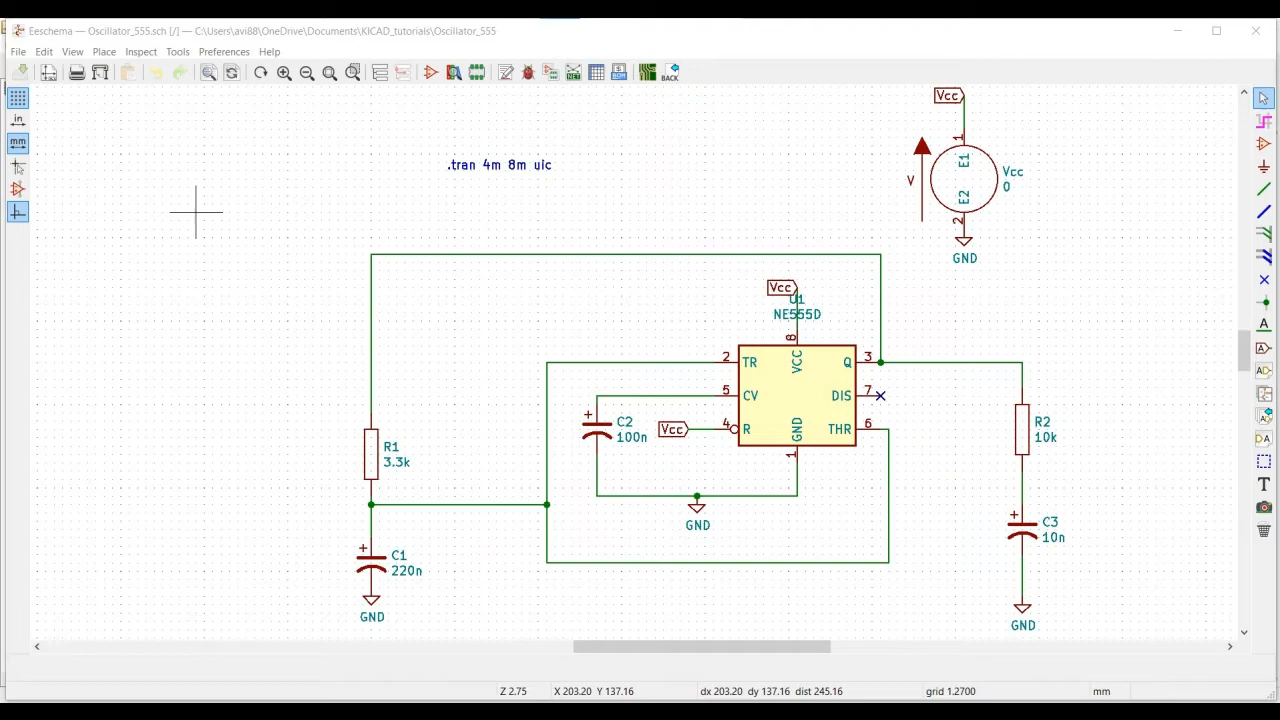 Eeschema — Oscillator_555.sch [/] — C:\Users\avi88\OneDrive\Documents\KICAD_tutorials\Oscillator_555
File Edit View Place Inspect Tools Preferences Help
BOM
BACK
in
mm
A
A
T
.tran 4m 8m uic
Vcc
1
E1
V
Vcc
0
E2
2
GND
Vcc
U1
NE555D
8
2 TR VCC Q 3
5 CV DIS 7
4 R GND THR 6
1
C2
100n
Vcc
GND
R1
3.3k
C1
220n
GND
R2
10k
C3
10n
GND
Z 2.75 X 203.20 Y 137.16 dx 203.20 dy 137.16 dist 245.16 grid 1.2700 mm